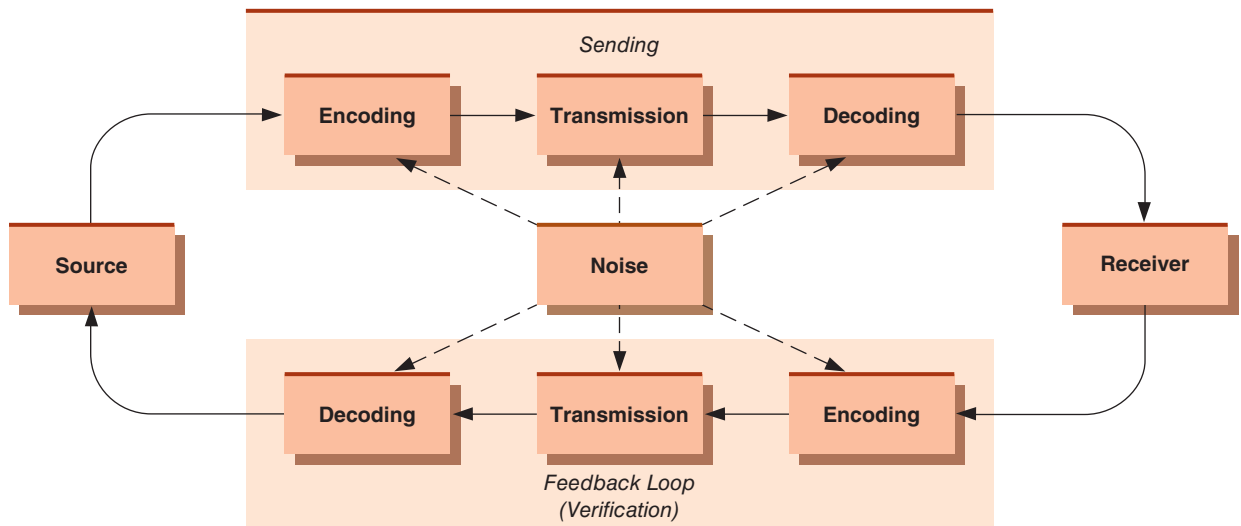 Sending
Encoding
Transmission
Decoding
Source
Noise
Receiver
Decoding
Transmission
Encoding
Feedback Loop
(Verification)